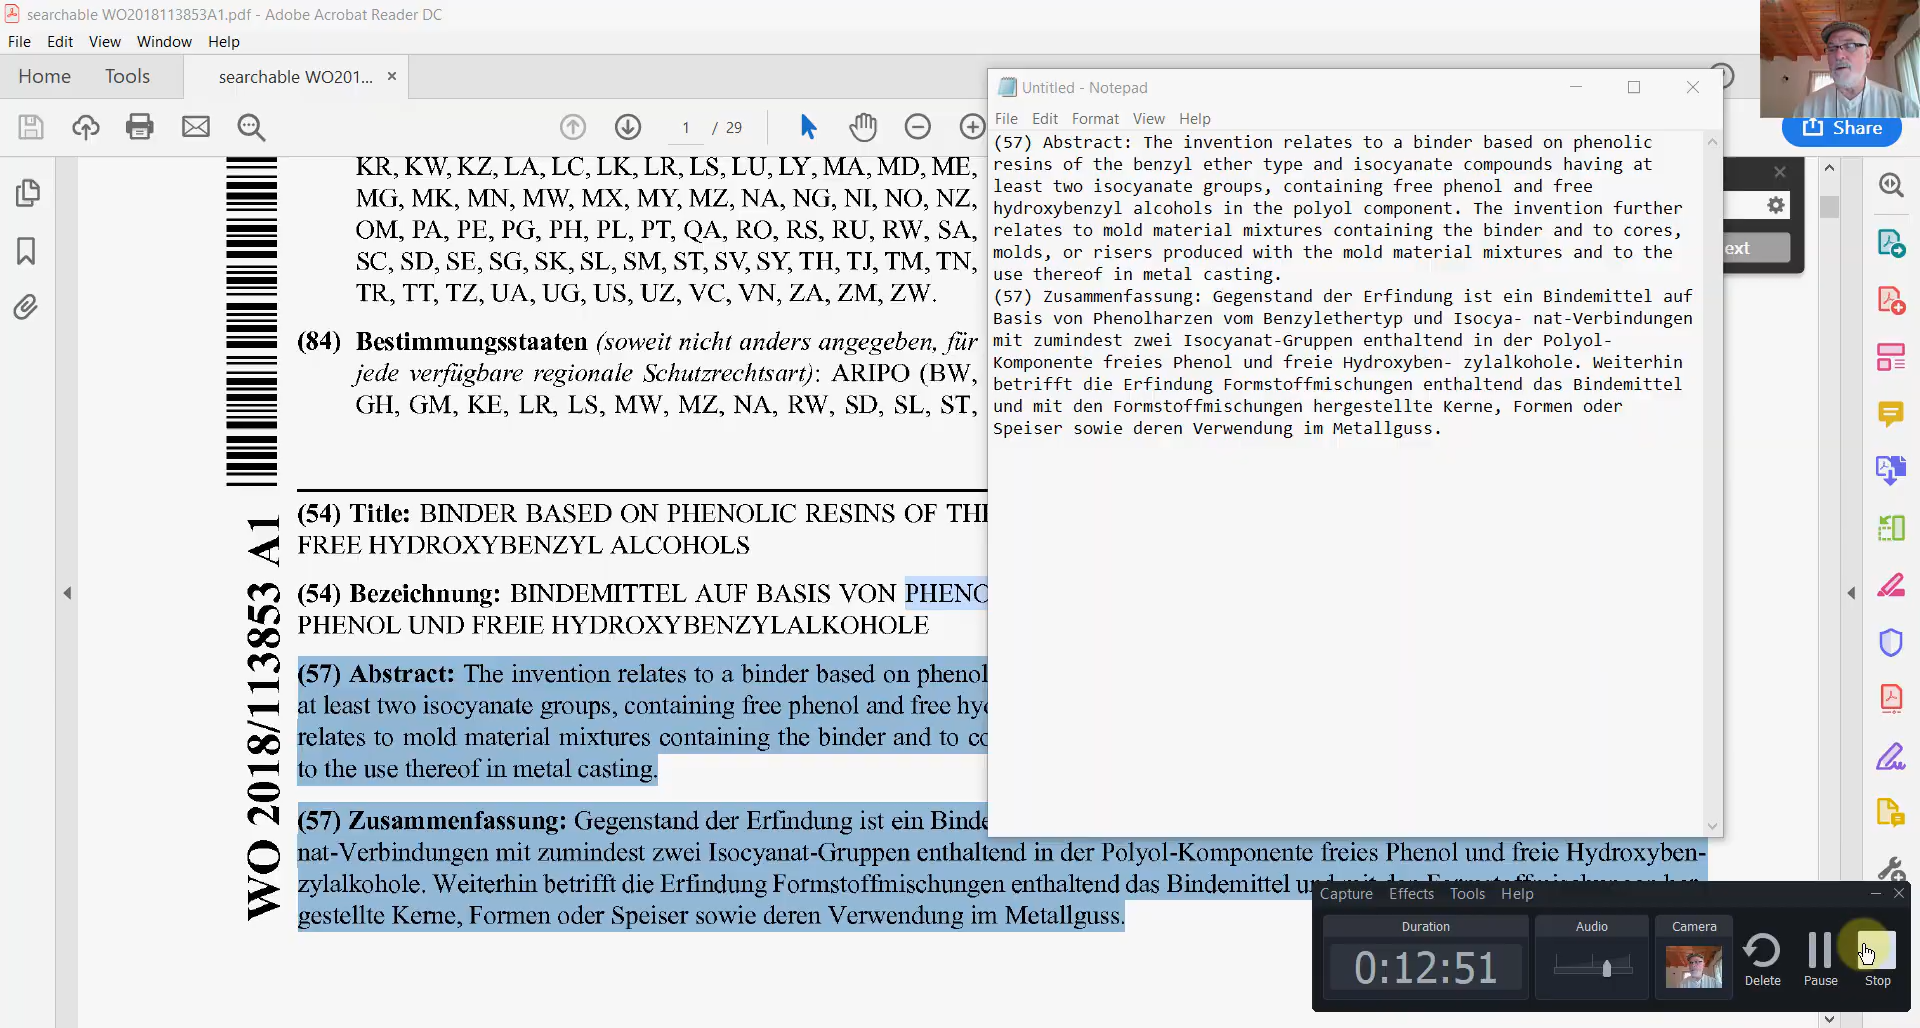 searchable WO2018113853A1.pdf - Adobe Acrobat Reader DC
File Edit View Window Help
Home Tools searchable WO201... ×
1 / 29
Share
KR, KW, KZ, LA, LC, LK, LR, LS, LU, LY, MA, MD, ME,
MG, MK, MN, MW, MX, MY, MZ, NA, NG, NI, NO, NZ,
OM, PA, PE, PG, PH, PL, PT, QA, RO, RS, RU, RW, SA,
SC, SD, SE, SG, SK, SL, SM, ST, SV, SY, TH, TJ, TM, TN,
TR, TT, TZ, UA, UG, US, UZ, VC, VN, ZA, ZM, ZW.
(84) Bestimmungsstaaten (soweit nicht anders angegeben, für
jede verfügbare regionale Schutzrechtsart): ARIPO (BW,
GH, GM, KE, LR, LS, MW, MZ, NA, RW, SD, SL, ST,
(54) Title: BINDER BASED ON PHENOLIC RESINS OF THE
FREE HYDROXYBENZYL ALCOHOLS
(54) Bezeichnung: BINDEMITTEL AUF BASIS VON PHENO
PHENOL UND FREIE HYDROXYBENZYLALKOHOLE
(57) Abstract: The invention relates to a binder based on phenol
at least two isocyanate groups, containing free phenol and free hyd
relates to mold material mixtures containing the binder and to co
to the use thereof in metal casting.
(57) Zusammenfassung: Gegenstand der Erfindung ist ein Binde
nat-Verbindungen mit zumindest zwei Isocyanat-Gruppen enthaltend in der Polyol-Komponente freies Phenol und freie Hydroxyben-
zylalkohole. Weiterhin betrifft die Erfindung Formstoffmischungen enthaltend das Bindemittel und mit den Formstoffmischungen her-
gestellte Kerne, Formen oder Speiser sowie deren Verwendung im Metallguss.
WO 2018/113853 A1
Untitled - Notepad
File Edit Format View Help
(57) Abstract: The invention relates to a binder based on phenolic
resins of the benzyl ether type and isocyanate compounds having at
least two isocyanate groups, containing free phenol and free
hydroxybenzyl alcohols in the polyol component. The invention further
relates to mold material mixtures containing the binder and to cores,
molds, or risers produced with the mold material mixtures and to the
use thereof in metal casting.
(57) Zusammenfassung: Gegenstand der Erfindung ist ein Bindemittel auf
Basis von Phenolharzen vom Benzylethertyp und Isocya- nat-Verbindungen
mit zumindest zwei Isocyanat-Gruppen enthaltend in der Polyol-
Komponente freies Phenol und freie Hydroxyben- zylalkohole. Weiterhin
betrifft die Erfindung Formstoffmischungen enthaltend das Bindemittel
und mit den Formstoffmischungen hergestellte Kerne, Formen oder
Speiser sowie deren Verwendung im Metallguss.
ext
Capture Effects Tools Help
Duration Audio Camera
0:12:51
Delete Pause Stop